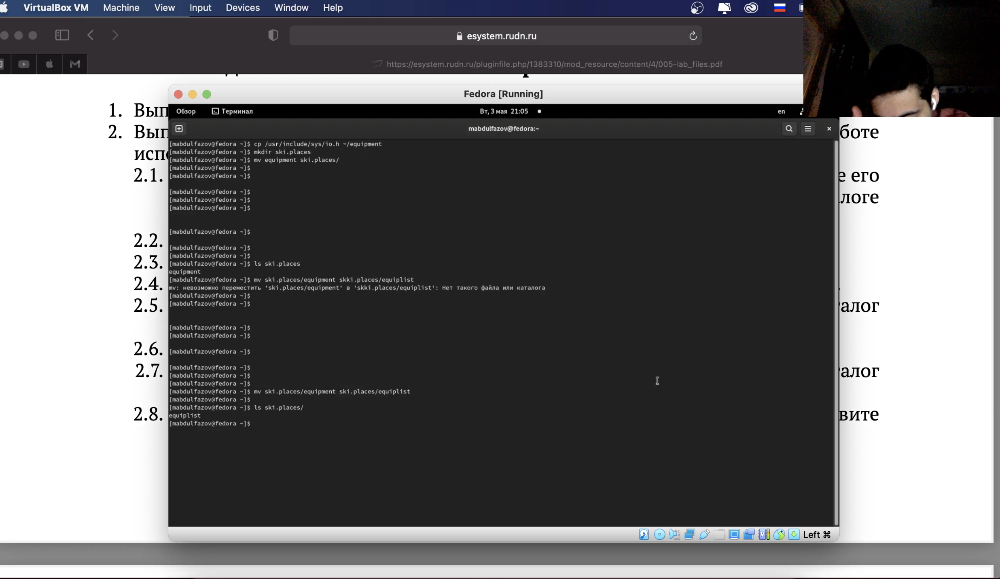 VirtualBox VM Machine View Input Devices Window Help
esystem.rudn.ru
https://esystem.rudn.ru/pluginfile.php/1383310/mod_resource/content/4/005-lab_files.pdf
Fedora [Running]
Обзор Терминал Вт, 3 мая 21:05 en
mabdulfazov@fedora:~
1. Вып
2. Вып
боте
испо
2.1.
е его
логе
2.2.
2.3.
2.4.
2.5.
алог
2.6.
2.7.
алог
2.8.
вите
[mabdulfazov@fedora ~]$ cp /usr/include/sys/io.h ~/equipment
[mabdulfazov@fedora ~]$ mkdir ski.places
[mabdulfazov@fedora ~]$ mv equipment ski.places/
[mabdulfazov@fedora ~]$
[mabdulfazov@fedora ~]$
[mabdulfazov@fedora ~]$
[mabdulfazov@fedora ~]$
[mabdulfazov@fedora ~]$
[mabdulfazov@fedora ~]$
[mabdulfazov@fedora ~]$
[mabdulfazov@fedora ~]$
[mabdulfazov@fedora ~]$ ls ski.places
equipment
[mabdulfazov@fedora ~]$ mv ski.places/equipment skki.places/equiplist
mv: невозможно переместить 'ski.places/equipment' в 'skki.places/equiplist': Нет такого файла или каталога
[mabdulfazov@fedora ~]$
[mabdulfazov@fedora ~]$
[mabdulfazov@fedora ~]$
[mabdulfazov@fedora ~]$
[mabdulfazov@fedora ~]$
[mabdulfazov@fedora ~]$
[mabdulfazov@fedora ~]$
[mabdulfazov@fedora ~]$
[mabdulfazov@fedora ~]$ mv ski.places/equipment ski.places/equiplist
[mabdulfazov@fedora ~]$
[mabdulfazov@fedora ~]$ ls ski.places/
equiplist
[mabdulfazov@fedora ~]$
Left ⌘